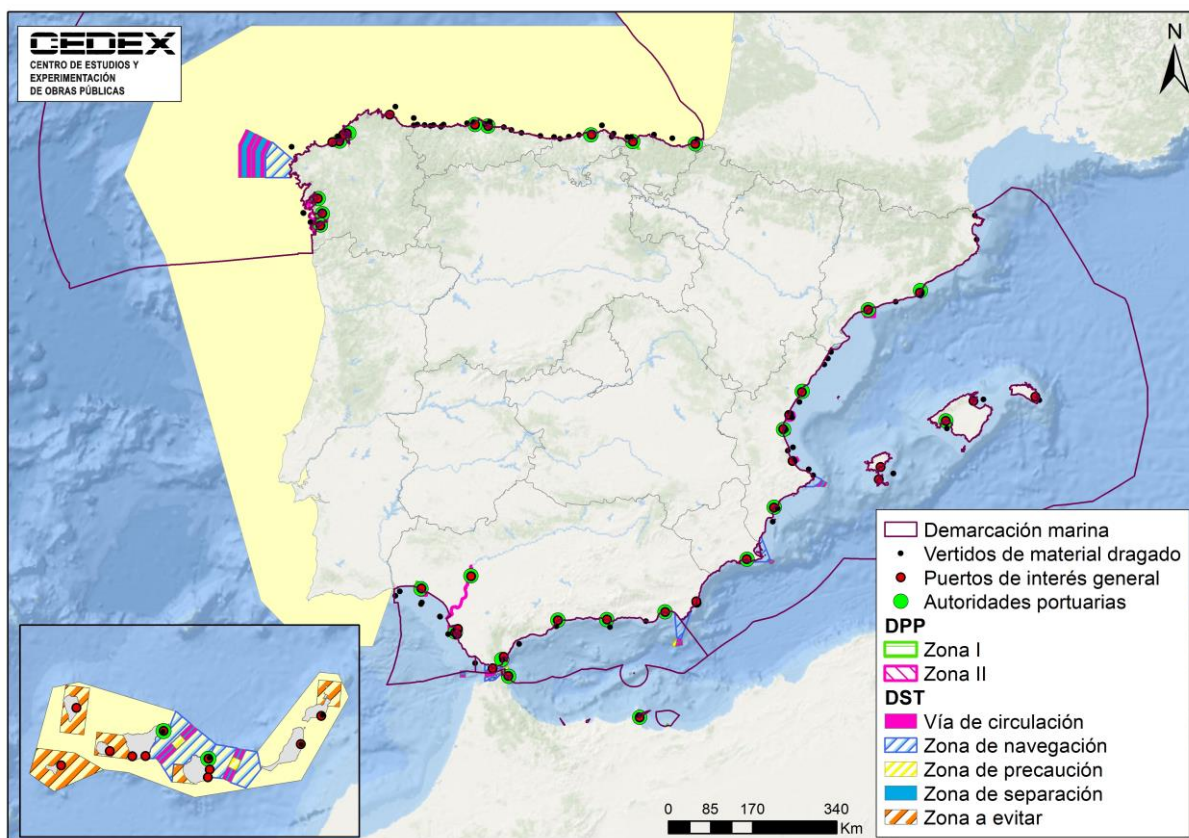 CEDEX
CENTRO DE ESTUDIOS Y
EXPERIMENTACIÓN
DE OBRAS PÚBLICAS
N
Demarcación marina
Vertidos de material dragado
Puertos de interés general
Autoridades portuarias
DPP
Zona I
Zona II
DST
Vía de circulación
Zona de navegación
Zona de precaución
Zona de separación
Zona a evitar
0 85 170 340
Km